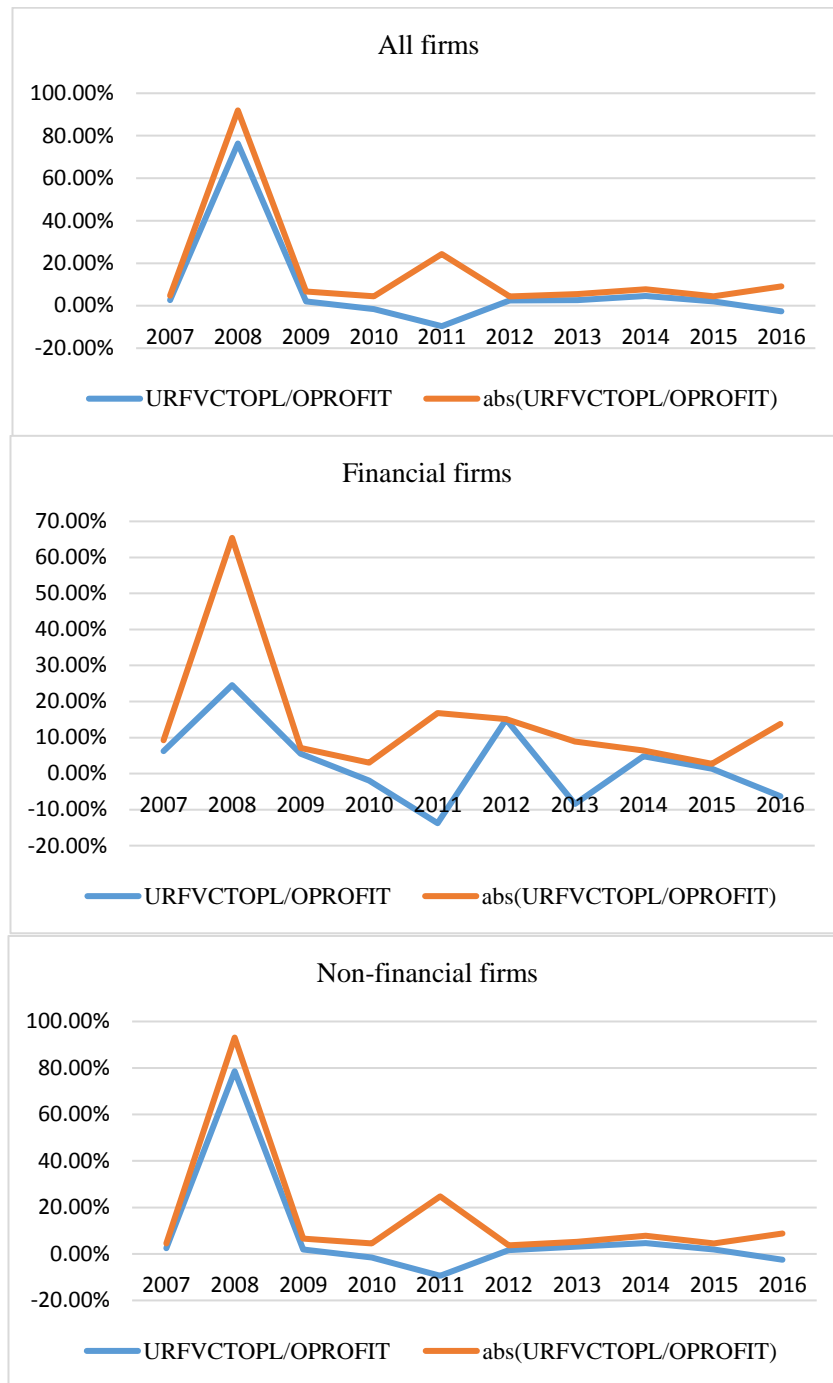 All firms
100.00%
80.00%
60.00%
40.00%
20.00%
0.00%
-20.00%
2007 2008 2009 2010 2011 2012 2013 2014 2015 2016
URFVCTOPL/OPROFIT abs(URFVCTOPL/OPROFIT)
Financial firms
70.00%
60.00%
50.00%
40.00%
30.00%
20.00%
10.00%
0.00%
-10.00%
-20.00%
2007 2008 2009 2010 2011 2012 2013 2014 2015 2016
URFVCTOPL/OPROFIT abs(URFVCTOPL/OPROFIT)
Non-financial firms
100.00%
80.00%
60.00%
40.00%
20.00%
0.00%
-20.00%
2007 2008 2009 2010 2011 2012 2013 2014 2015 2016
URFVCTOPL/OPROFIT abs(URFVCTOPL/OPROFIT)